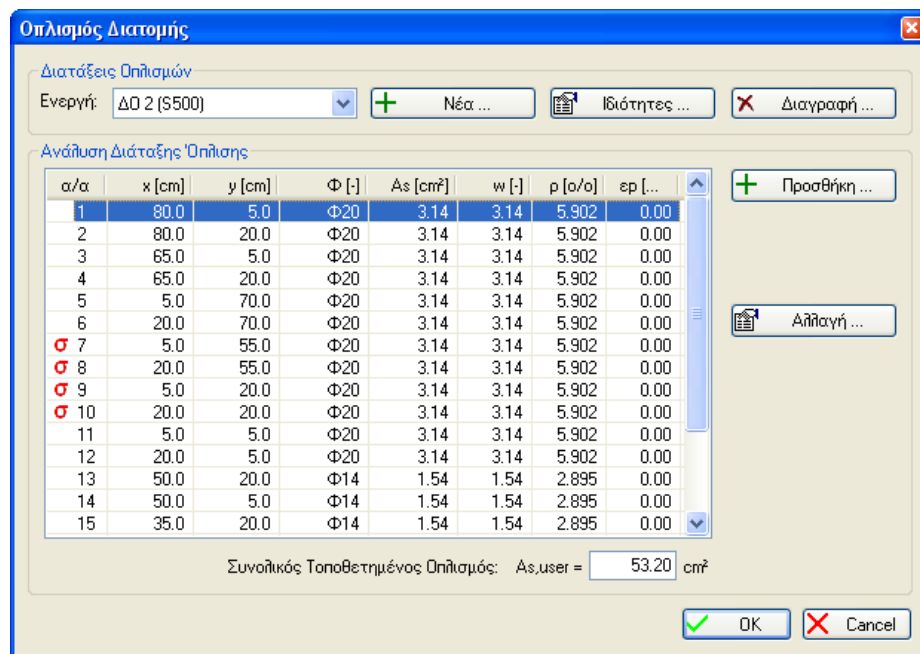 Οπλισμός Διατομής
Διατάξεις Οπλισμών
Ενεργή: ΔΟ 2 (S500) Νέα ... Ιδιότητες ... Διαγραφή ...
Ανάλυση Διάταξης Όπλισης
α/α x [cm] y [cm] Φ [-] As [cm²] w [-] ρ [ο/ο] εp [... Προσθήκη ...
1 80.0 5.0 Φ20 3.14 3.14 5.902 0.00
2 80.0 20.0 Φ20 3.14 3.14 5.902 0.00
3 65.0 5.0 Φ20 3.14 3.14 5.902 0.00
4 65.0 20.0 Φ20 3.14 3.14 5.902 0.00
5 5.0 70.0 Φ20 3.14 3.14 5.902 0.00
6 20.0 70.0 Φ20 3.14 3.14 5.902 0.00 Αλλαγή ...
σ 7 5.0 55.0 Φ20 3.14 3.14 5.902 0.00
σ 8 20.0 55.0 Φ20 3.14 3.14 5.902 0.00
σ 9 5.0 20.0 Φ20 3.14 3.14 5.902 0.00
σ 10 20.0 20.0 Φ20 3.14 3.14 5.902 0.00
11 5.0 5.0 Φ20 3.14 3.14 5.902 0.00
12 20.0 5.0 Φ20 3.14 3.14 5.902 0.00
13 50.0 20.0 Φ14 1.54 1.54 2.895 0.00
14 50.0 5.0 Φ14 1.54 1.54 2.895 0.00
15 35.0 20.0 Φ14 1.54 1.54 2.895 0.00
Συνολικός Τοποθετημένος Οπλισμός: As,user = 53.20 cm²
OK Cancel